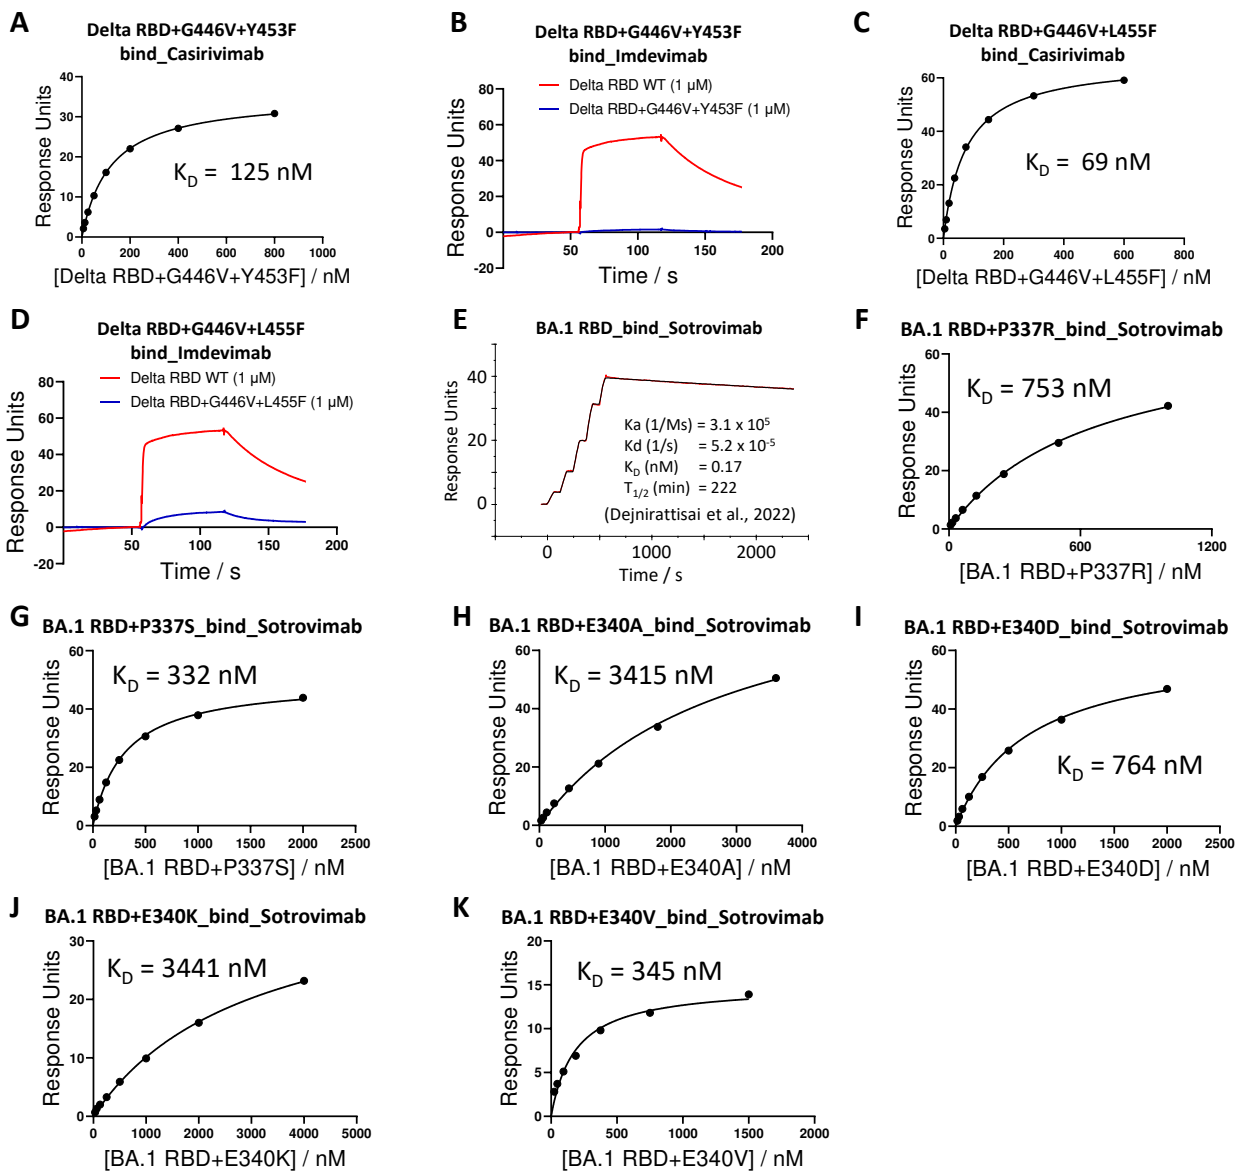 A
Delta RBD+G446V+Y453F
bind_Casirivimab
Response Units
40
30
20
10
0
0 200 400 600 800 1000
K_D = 125 nM
[Delta RBD+G446V+Y453F] / nM
B
Delta RBD+G446V+Y453F
bind_Imdevimab
Delta RBD WT (1 µM)
Delta RBD+G446V+Y453F (1 µM)
Response Units
80
60
40
20
0
-20
50 100 150 200
Time / s
C
Delta RBD+G446V+L455F
bind_Casirivimab
Response Units
60
40
20
0
0 200 400 600 800
K_D = 69 nM
[Delta RBD+G446V+L455F] / nM
D
Delta RBD+G446V+L455F
bind_Imdevimab
Delta RBD WT (1 µM)
Delta RBD+G446V+L455F (1 µM)
Response Units
80
60
40
20
0
-20
50 100 150 200
Time / s
E
BA.1 RBD_bind_Sotrovimab
Response Units
40
20
0
0 1000 2000
Ka (1/Ms) = 3.1 x 10⁵
Kd (1/s) = 5.2 x 10⁻⁵
K_D (nM) = 0.17
T_1/2 (min) = 222
(Dejnirattisai et al., 2022)
Time / s
F
BA.1 RBD+P337R_bind_Sotrovimab
Response Units
60
40
20
0
0 600 1200
K_D = 753 nM
[BA.1 RBD+P337R] / nM
G
BA.1 RBD+P337S_bind_Sotrovimab
Response Units
60
40
20
0
0 500 1000 1500 2000 2500
K_D = 332 nM
[BA.1 RBD+P337S] / nM
H
BA.1 RBD+E340A_bind_Sotrovimab
Response Units
60
40
20
0
0 1000 2000 3000 4000
K_D = 3415 nM
[BA.1 RBD+E340A] / nM
I
BA.1 RBD+E340D_bind_Sotrovimab
Response Units
60
40
20
0
0 500 1000 1500 2000 2500
K_D = 764 nM
[BA.1 RBD+E340D] / nM
J
BA.1 RBD+E340K_bind_Sotrovimab
Response Units
30
20
10
0
0 1000 2000 3000 4000 5000
K_D = 3441 nM
[BA.1 RBD+E340K] / nM
K
BA.1 RBD+E340V_bind_Sotrovimab
Response Units
20
15
10
5
0
0 500 1000 1500 2000
K_D = 345 nM
[BA.1 RBD+E340V] / nM